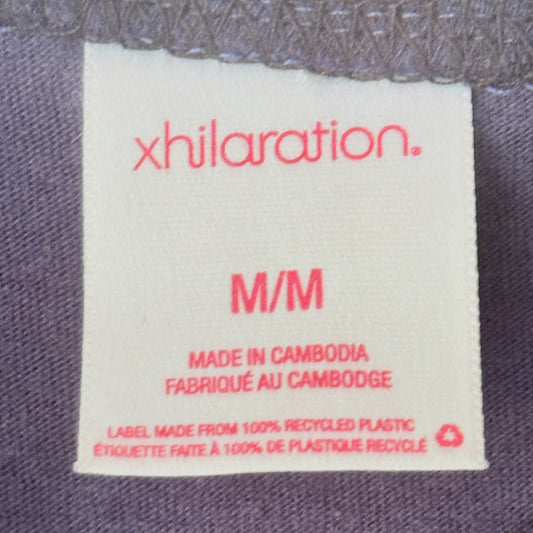 xhilaration.
M/M
MADE IN CAMBODIA
FABRIQUÉ AU CAMBODGE
LABEL MADE FROM 100% RECYCLED PLASTIC
ÉTIQUETTE FAITE À 100% DE PLASTIQUE RECYCLÉ